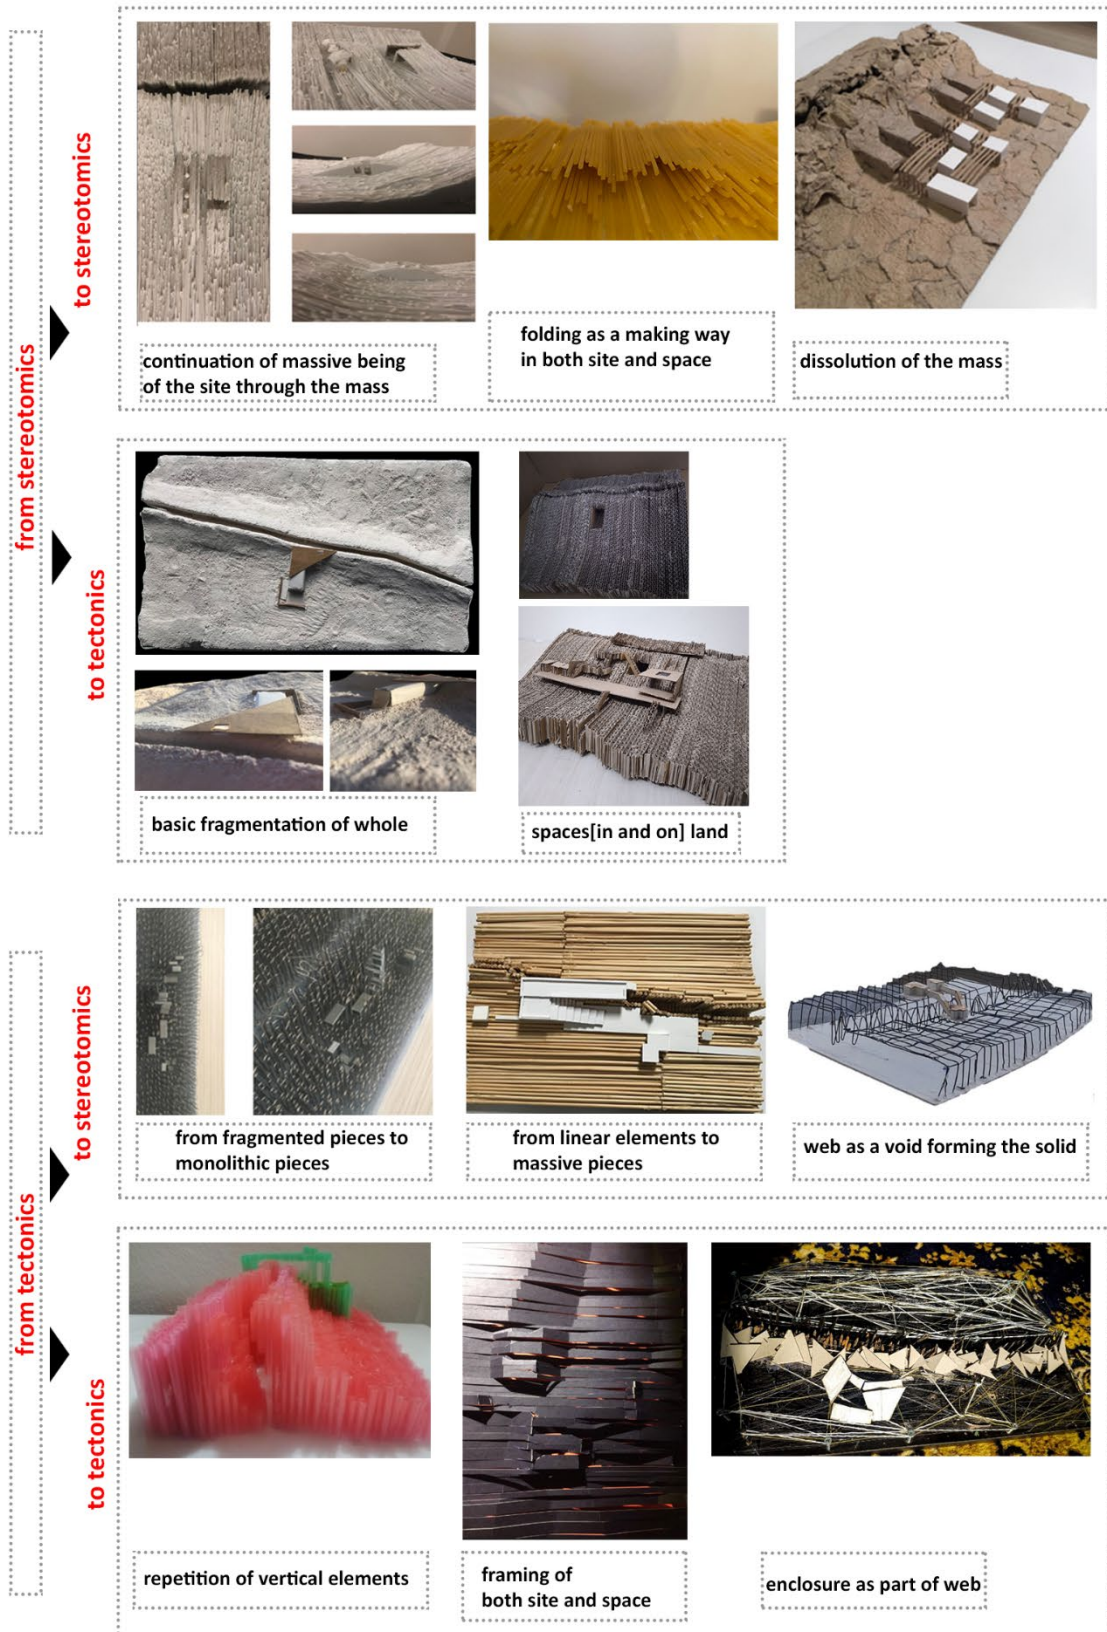 from stereotomics
to stereotomics
continuation of massive being
of the site through the mass
folding as a making way
in both site and space
dissolution of the mass
to tectonics
basic fragmentation of whole
spaces[in and on] land
from tectonics
to stereotomics
from fragmented pieces to
monolithic pieces
from linear elements to
massive pieces
web as a void forming the solid
to tectonics
repetition of vertical elements
framing of
both site and space
enclosure as part of web